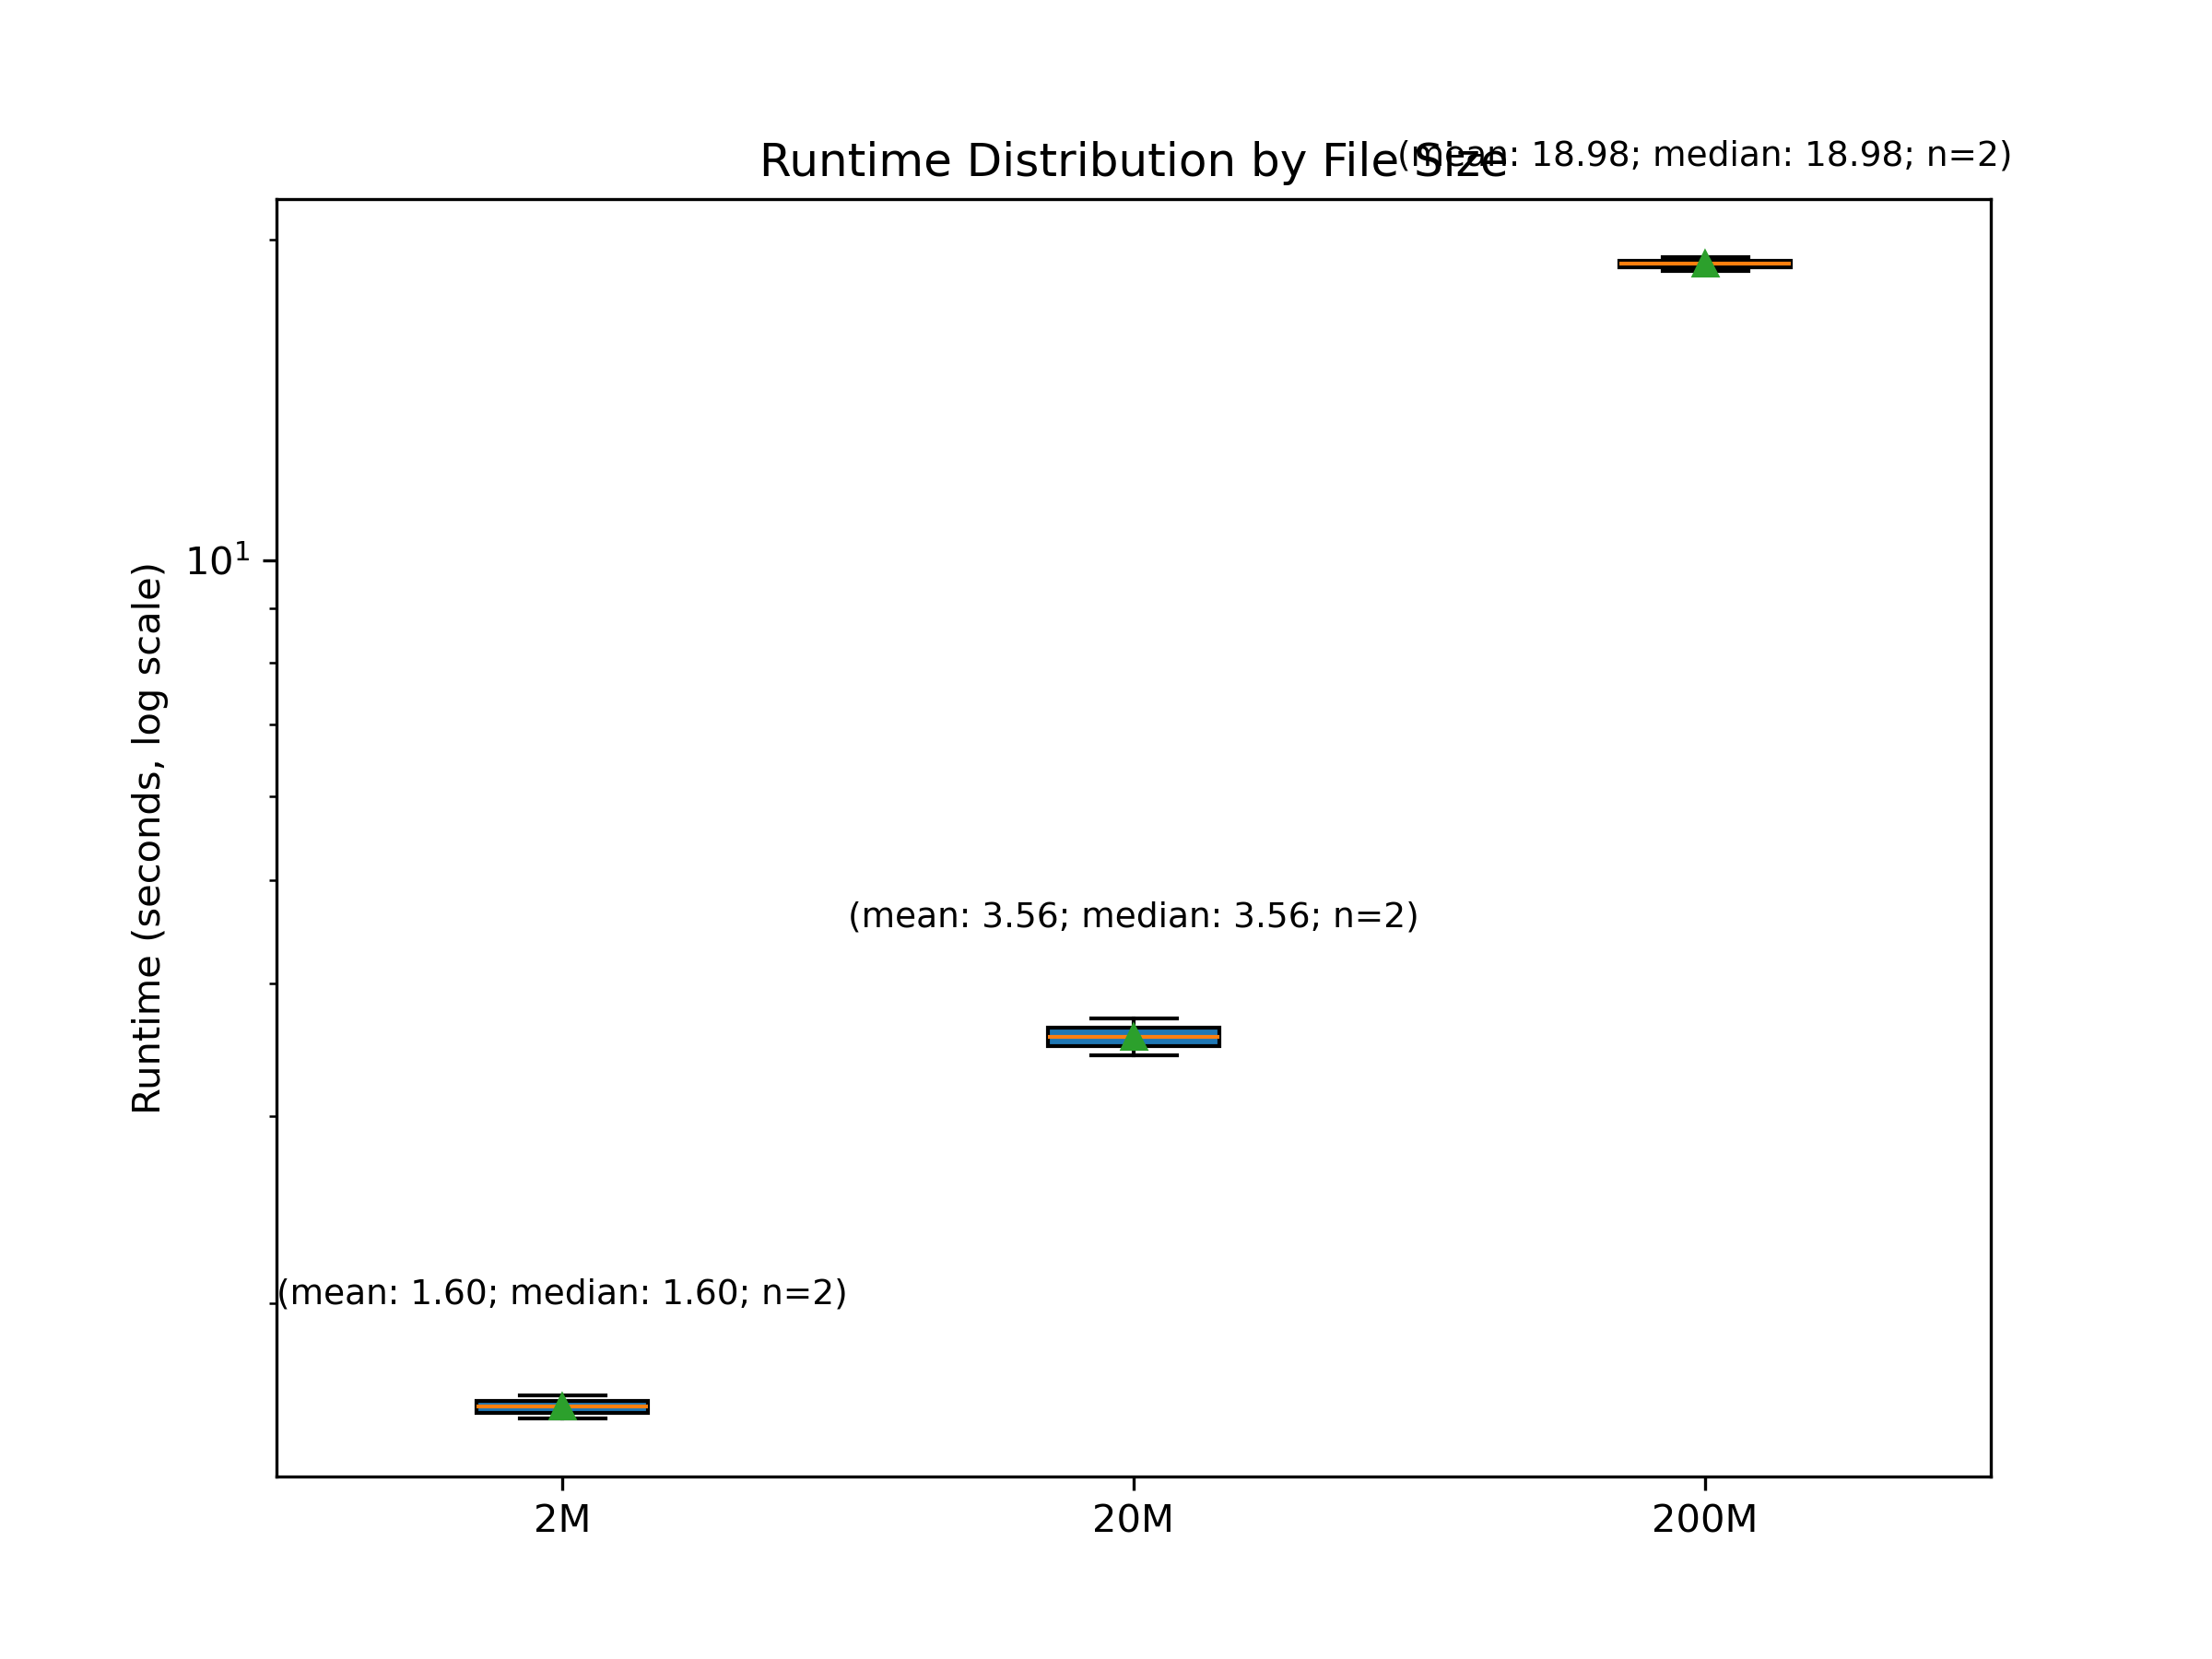 Runtime Distribution by File Size
(mean: 18.98; median: 18.98; n=2)
10¹
Runtime (seconds, log scale)
(mean: 3.56; median: 3.56; n=2)
(mean: 1.60; median: 1.60; n=2)
2M
20M
200M